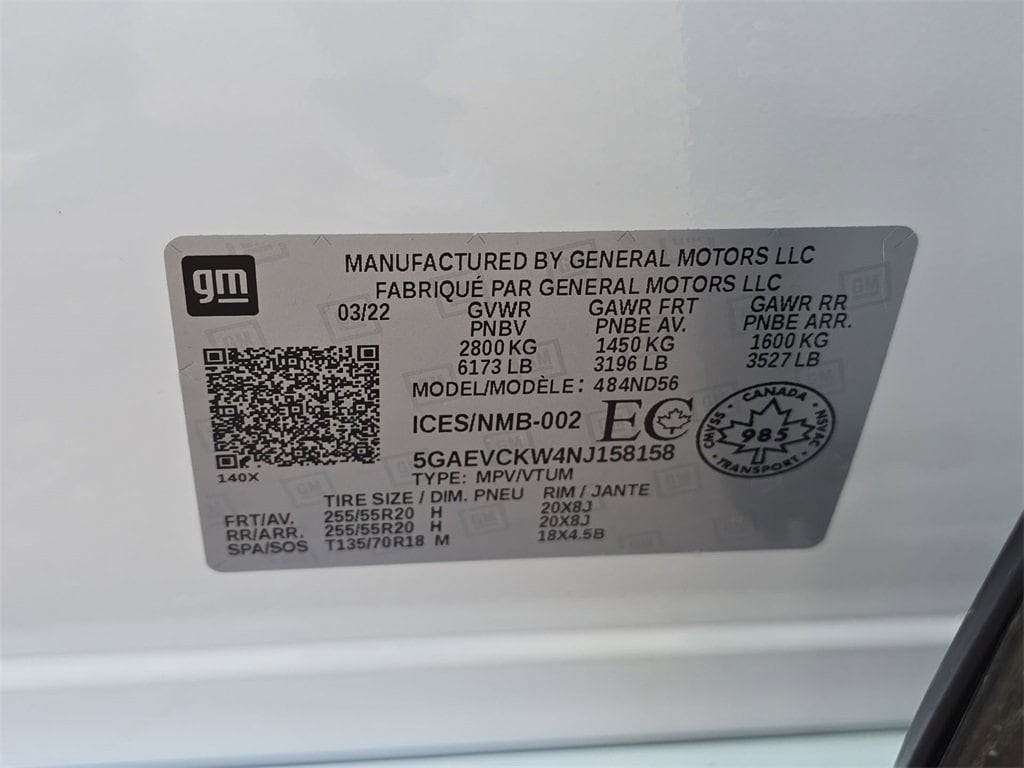 gm
MANUFACTURED BY GENERAL MOTORS LLC
FABRIQUÉ PAR GENERAL MOTORS LLC
03/22 GVWR GAWR FRT GAWR RR
PNBV PNBE AV. PNBE ARR.
2800 KG 1450 KG 1600 KG
6173 LB 3196 LB 3527 LB
MODEL/MODÈLE: 484ND56
ICES/NMB-002 EC
CANADA
CMVSS - NSVAC
985
TRANSPORT
5GAEVCKW4NJ158158
140X
TYPE: MPV/VTUM
TIRE SIZE / DIM. PNEU RIM / JANTE
FRT/AV. 255/55R20 H 20X8J
RR/ARR. 255/55R20 H 20X8J
SPA/SOS T135/70R18 M 18X4.5B